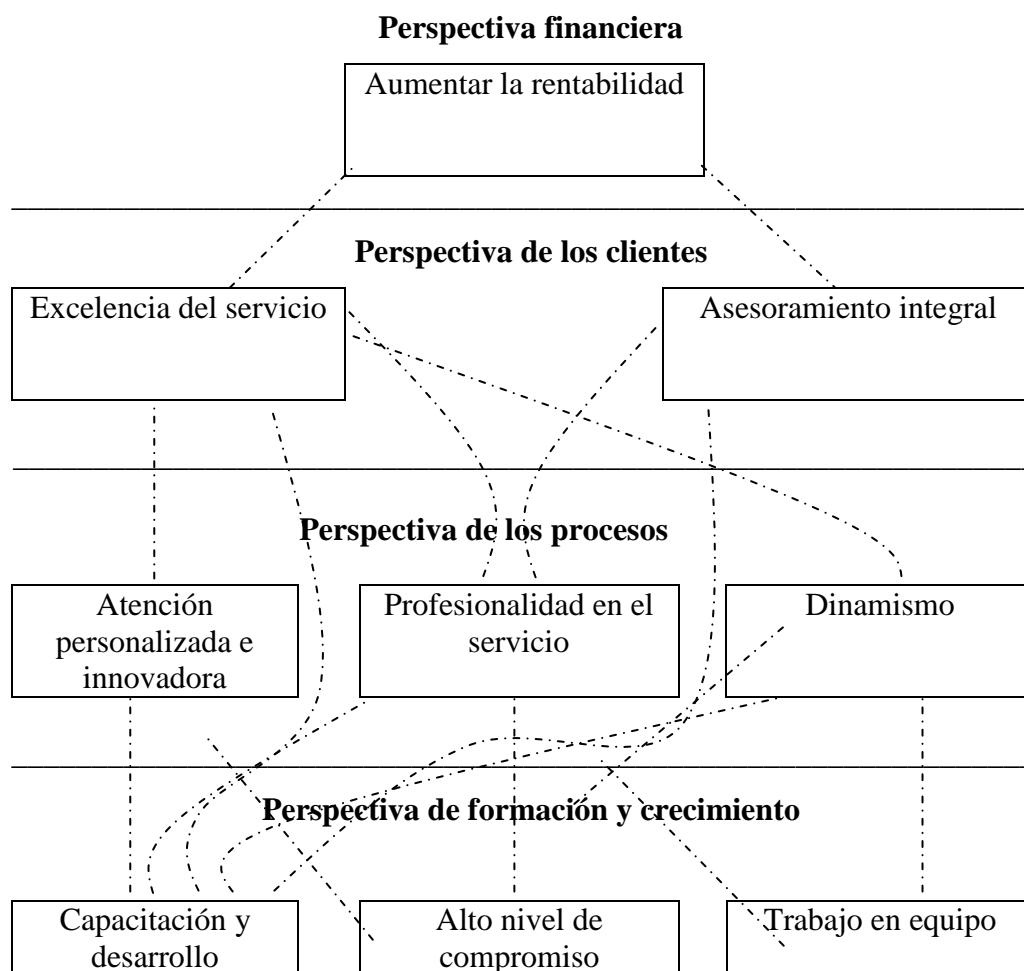 Perspectiva financiera
Aumentar la rentabilidad
Perspectiva de los clientes
Excelencia del servicio
Asesoramiento integral
Perspectiva de los procesos
Atención
personalizada e
innovadora
Profesionalidad en el
servicio
Dinamismo
Perspectiva de formación y crecimiento
Capacitación y
desarrollo
Alto nivel de
compromiso
Trabajo en equipo